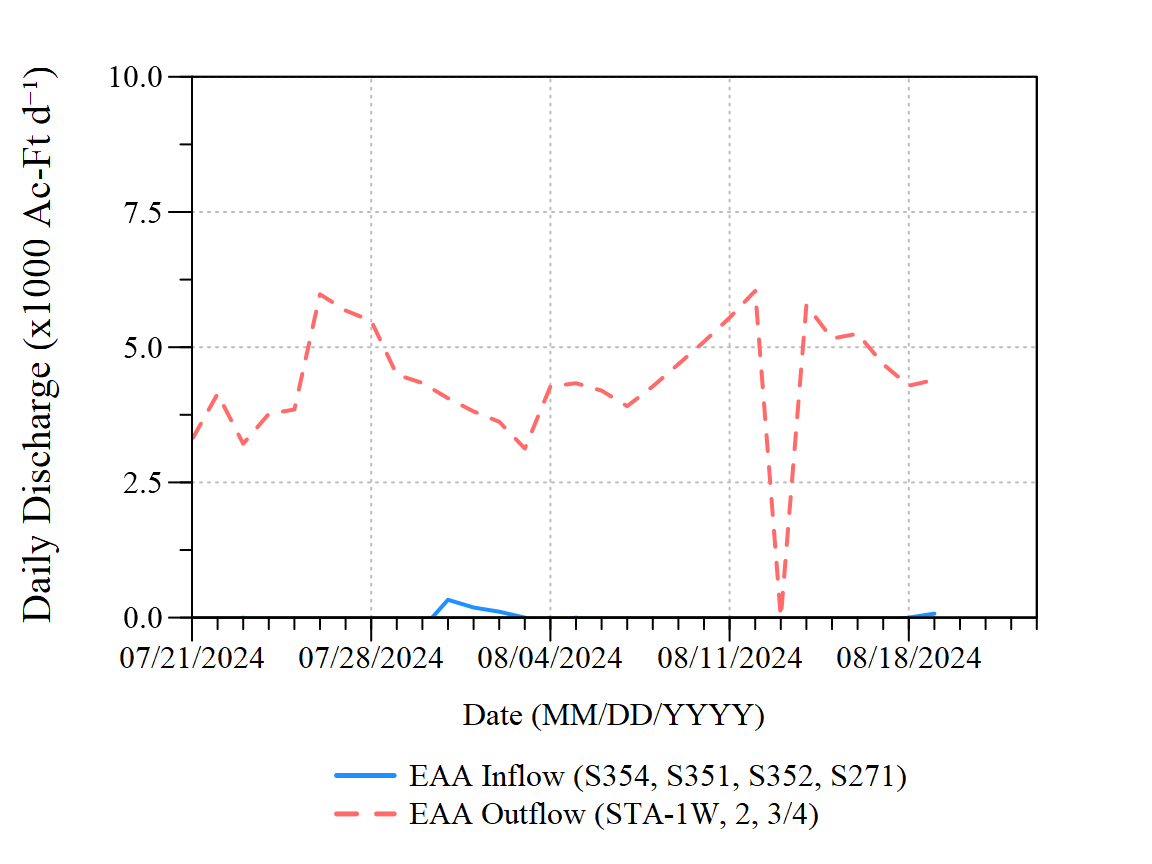 Daily Discharge (x1000 Ac-Ft d⁻¹)
10.0
7.5
5.0
2.5
0.0
07/21/2024 07/28/2024 08/04/2024 08/11/2024 08/18/2024
Date (MM/DD/YYYY)
EAA Inflow (S354, S351, S352, S271)
EAA Outflow (STA-1W, 2, 3/4)